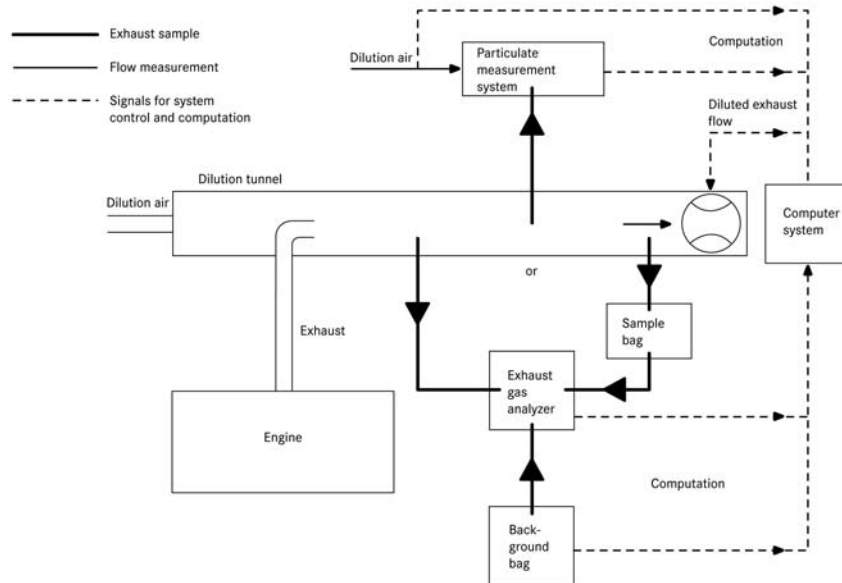 Exhaust sample
Flow measurement
Signals for system
control and computation
Dilution air
Particulate
measurement
system
Computation
Diluted exhaust
flow
Dilution tunnel
Dilution air
Computer
system
or
Exhaust
Sample
bag
Exhaust
gas
analyzer
Engine
Computation
Back-
ground
bag